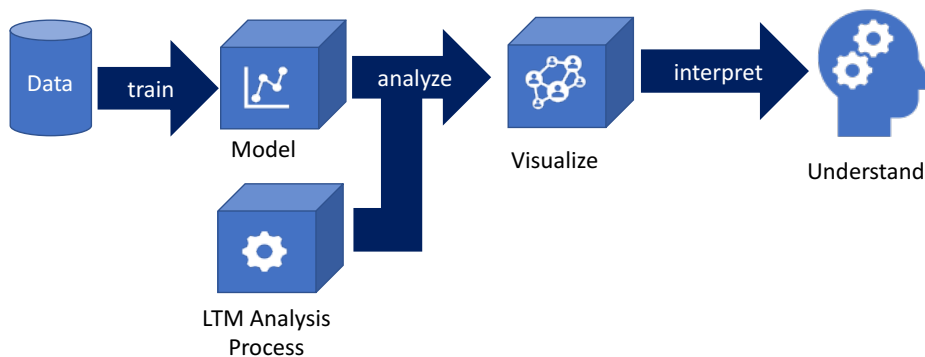 Data
train
Model
analyze
Visualize
interpret
Understand
LTM Analysis
Process